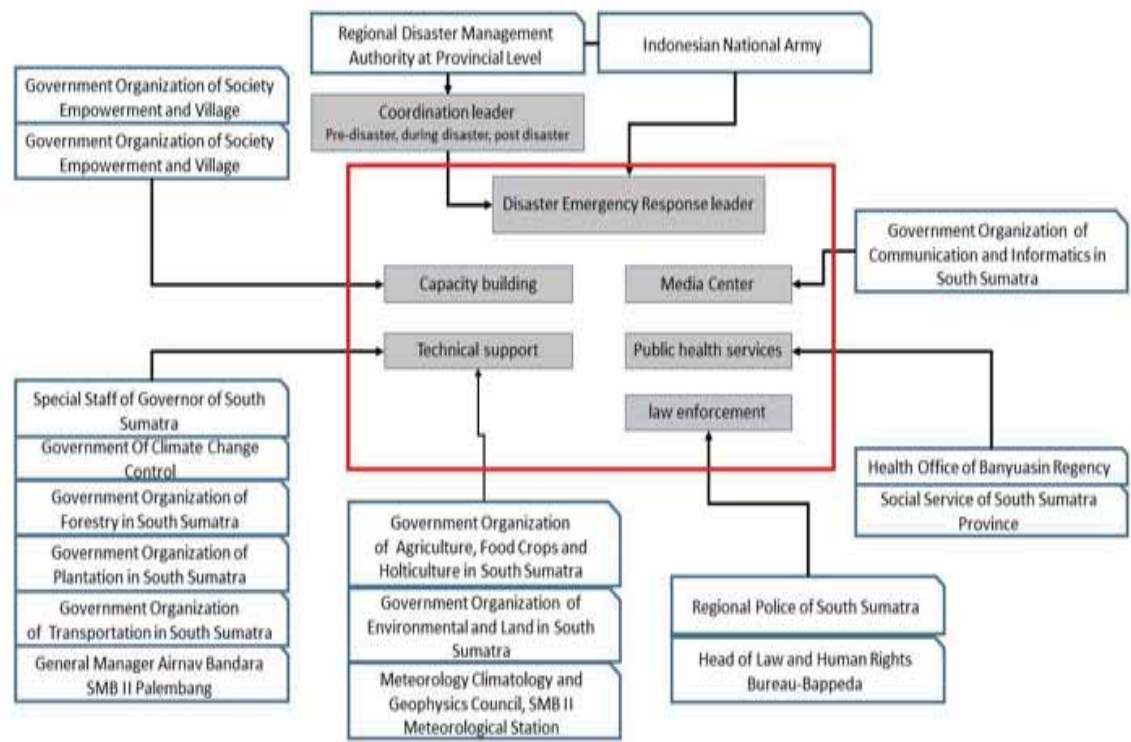 Regional Disaster Management
Authority at Provincial Level
Indonesian National Army
Government Organization of Society
Empowerment and Village
Government Organization of Society
Empowerment and Village
Coordination leader
Pre-disaster, during disaster, post disaster
Disaster Emergency Response leader
Government Organization of
Communication and Informatics in
South Sumatra
Capacity building
Media Center
Technical support
Public health services
law enforcement
Special Staff of Governor of South
Sumatra
Government Of Climate Change
Control
Government Organization of
Forestry in South Sumatra
Government Organization of
Plantation in South Sumatra
Government Organization
of Transportation in South Sumatra
General Manager Airnav Bandara
SMB II Palembang
Government Organization
of Agriculture, Food Crops and
Holticulture in South Sumatra
Government Organization of
Environmental and Land in South
Sumatra
Meteorology Climatology and
Geophysics Council, SMB II
Meteorological Station
Health Office of Banyuasin Regency
Social Service of South Sumatra
Province
Regional Police of South Sumatra
Head of Law and Human Rights
Bureau-Bappeda